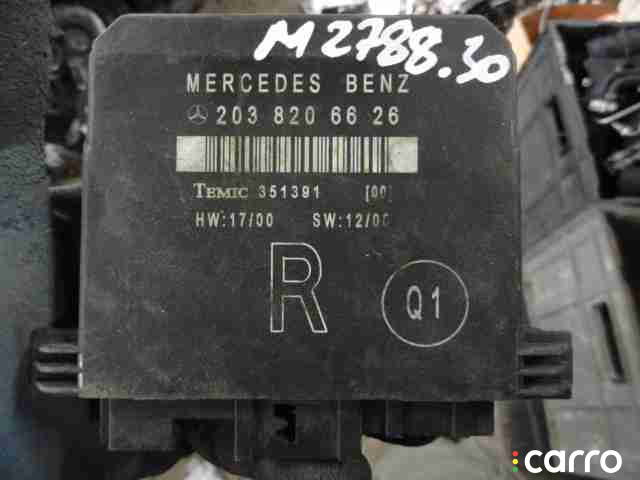 M2788.30
MERCEDES BENZ
203 820 66 26
TEMIC 351391 [00]
HW:17/00 SW:12/00
R
Q1
carro